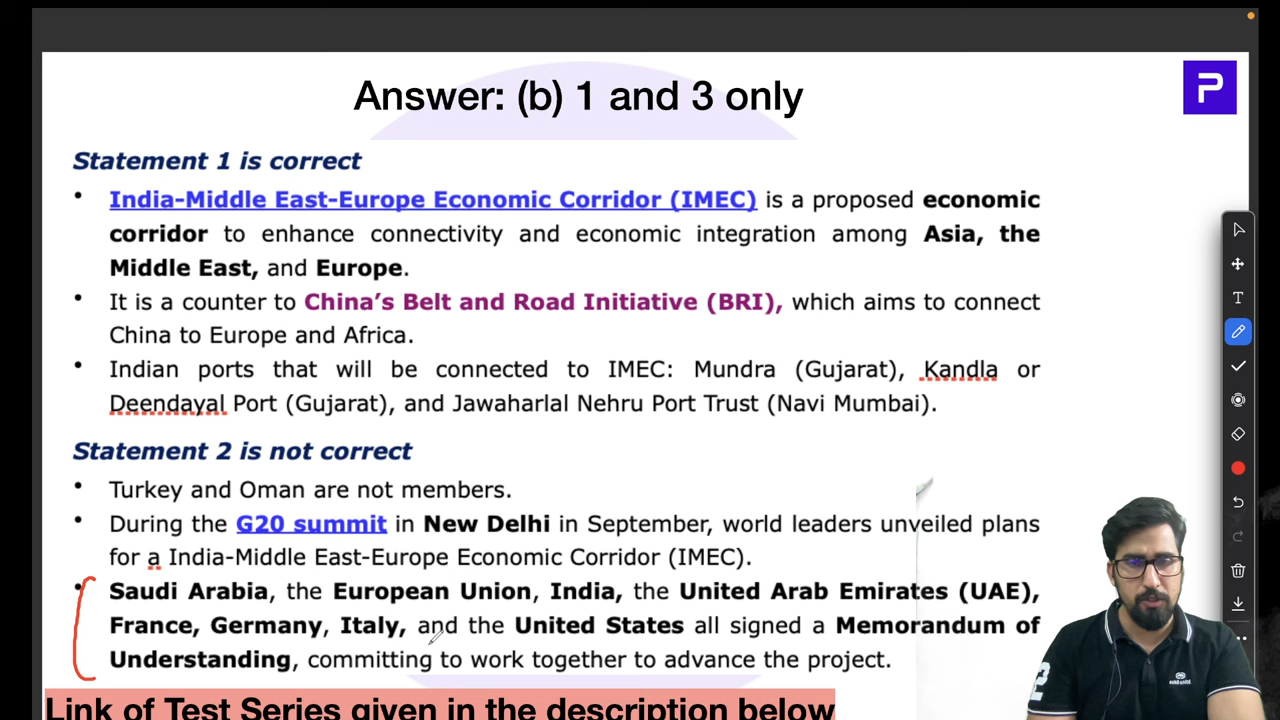 Answer: (b) 1 and 3 only
P
Statement 1 is correct
• India-Middle East-Europe Economic Corridor (IMEC) is a proposed economic
corridor to enhance connectivity and economic integration among Asia, the
Middle East, and Europe.
• It is a counter to China’s Belt and Road Initiative (BRI), which aims to connect
China to Europe and Africa.
• Indian ports that will be connected to IMEC: Mundra (Gujarat), Kandla or
Deendayal Port (Gujarat), and Jawaharlal Nehru Port Trust (Navi Mumbai).
Statement 2 is not correct
• Turkey and Oman are not members.
• During the G20 summit in New Delhi in September, world leaders unveiled plans
for a India-Middle East-Europe Economic Corridor (IMEC).
• Saudi Arabia, the European Union, India, the United Arab Emirates (UAE),
France, Germany, Italy, and the United States all signed a Memorandum of
Understanding, committing to work together to advance the project.
Link of Test Series given in the description below
T
2